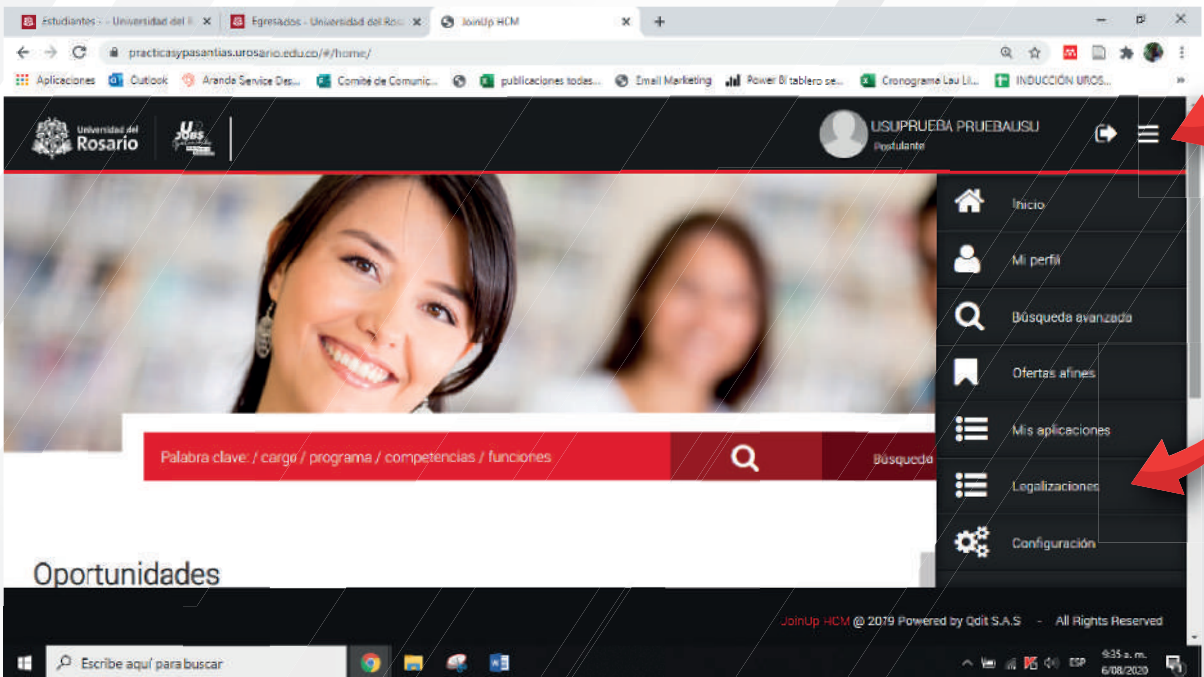 Estudiantes - - Universidad del R
Egresados - Universidad del Ros
JoinUp HCM
practicasypasantias.urosario.edu.co/#/home/
Aplicaciones
Outlook
Aranda Service Des...
Comité de Comunic...
publicaciones todas...
Email Marketing
Power BI tablero se...
Cronograma Lau Li...
INDUCCIÓN UROS...
Universidad del
Rosario
USUPRUEBA PRUEBAUSU
Postulante
Inicio
Mi perfil
Búsqueda avanzada
Ofertas afines
Mis aplicaciones
Legalizaciones
Configuración
Palabra clave: / cargo / programa / competencias / funciones
Búsqueda
Oportunidades
JoinUp HCM @ 2019 Powered by Qdit S.A.S - All Rights Reserved
Escribe aquí para buscar
ESP
9:35 a. m.
6/08/2020